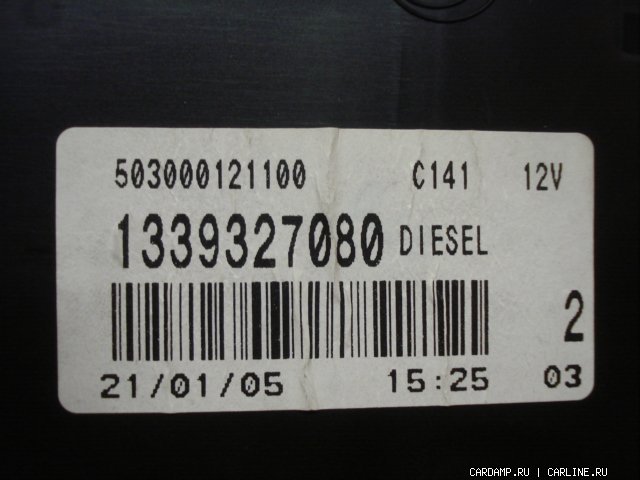 503000121100 C141 12V
1339327080 DIESEL
2
21/01/05 15:25 03
CARDAMP.RU | CARLINE.RU